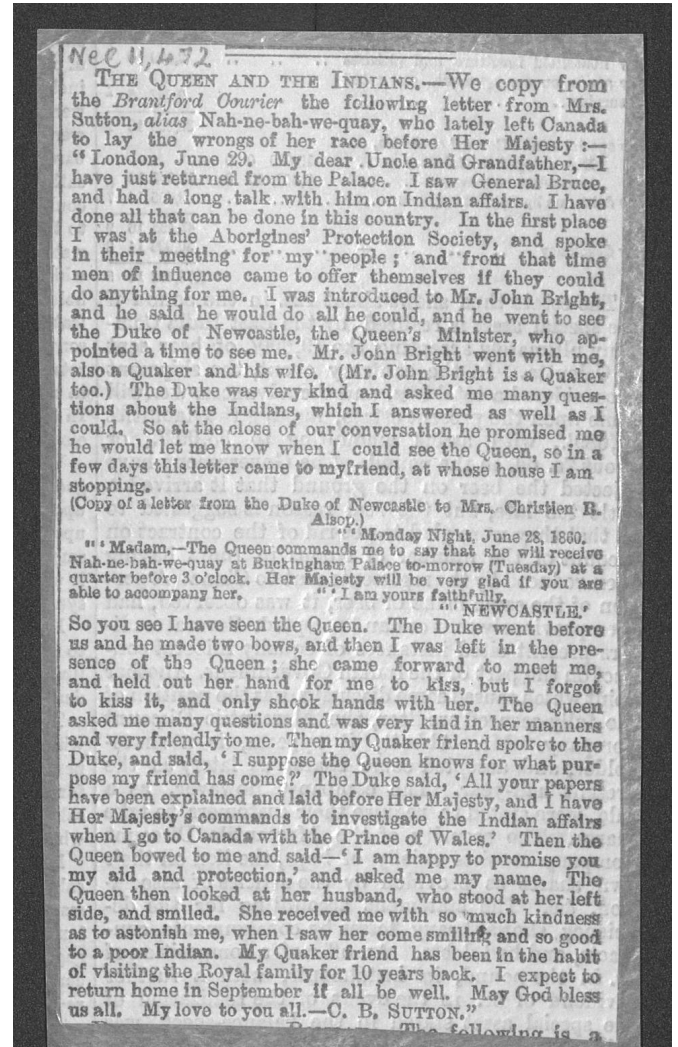 Nec 11,472
THE QUEEN AND THE INDIANS.—We copy from
the Brantford Courier the following letter from Mrs.
Sutton, alias Nah-ne-bah-we-quay, who lately left Canada
to lay the wrongs of her race before Her Majesty :—
“ London, June 29. My dear Uncle and Grandfather,—I
have just returned from the Palace. I saw General Bruce,
and had a long talk with him on Indian affairs. I have
done all that can be done in this country. In the first place
I was at the Aborigines' Protection Society, and spoke
in their meeting for my people ; and from that time
men of influence came to offer themselves if they could
do anything for me. I was introduced to Mr. John Bright,
and he said he would do all he could, and he went to see
the Duke of Newcastle, the Queen's Minister, who ap-
pointed a time to see me. Mr. John Bright went with me,
also a Quaker and his wife. (Mr. John Bright is a Quaker
too.) The Duke was very kind and asked me many ques-
tions about the Indians, which I answered as well as I
could. So at the close of our conversation he promised me
he would let me know when I could see the Queen, so in a
few days this letter came to my friend, at whose house I am
stopping.
(Copy of a letter from the Duke of Newcastle to Mrs. Christien R.
Alsop.)
“ ‘ Monday Night, June 28, 1860.
“ ‘ Madam,—The Queen commands me to say that she will receive
Nah-ne-bah-we-quay at Buckingham Palace to-morrow (Tuesday) at a
quarter before 3 o'clock. Her Majesty will be very glad if you are
able to accompany her. “ ‘ I am yours faithfully,
“ ‘ NEWCASTLE.’
So you see I have seen the Queen. The Duke went before
us and he made two bows, and then I was left in the pre-
sence of the Queen ; she came forward to meet me,
and held out her hand for me to kiss, but I forgot
to kiss it, and only shook hands with her. The Queen
asked me many questions and was very kind in her manners
and very friendly to me. Then my Quaker friend spoke to the
Duke, and said, ‘ I suppose the Queen knows for what pur-
pose my friend has come ?’ The Duke said, ‘ All your papers
have been explained and laid before Her Majesty, and I have
Her Majesty's commands to investigate the Indian affairs
when I go to Canada with the Prince of Wales.’ Then the
Queen bowed to me and said—‘ I am happy to promise you
my aid and protection,’ and asked me my name. The
Queen then looked at her husband, who stood at her left
side, and smiled. She received me with so much kindness
as to astonish me, when I saw her come smiling and so good
to a poor Indian. My Quaker friend has been in the habit
of visiting the Royal family for 10 years back. I expect to
return home in September if all be well. May God bless
us all. My love to you all.—C. B. SUTTON.”
The following is a